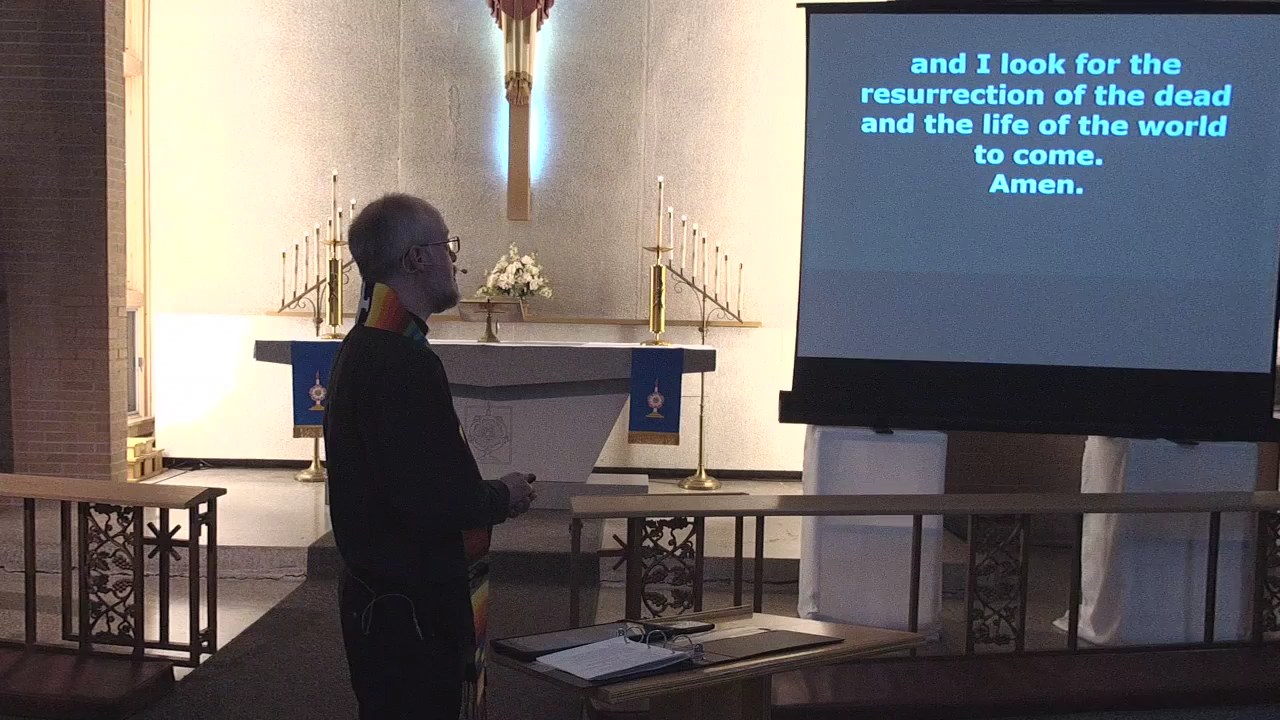 and I look for the
resurrection of the dead
and the life of the world
to come.
Amen.